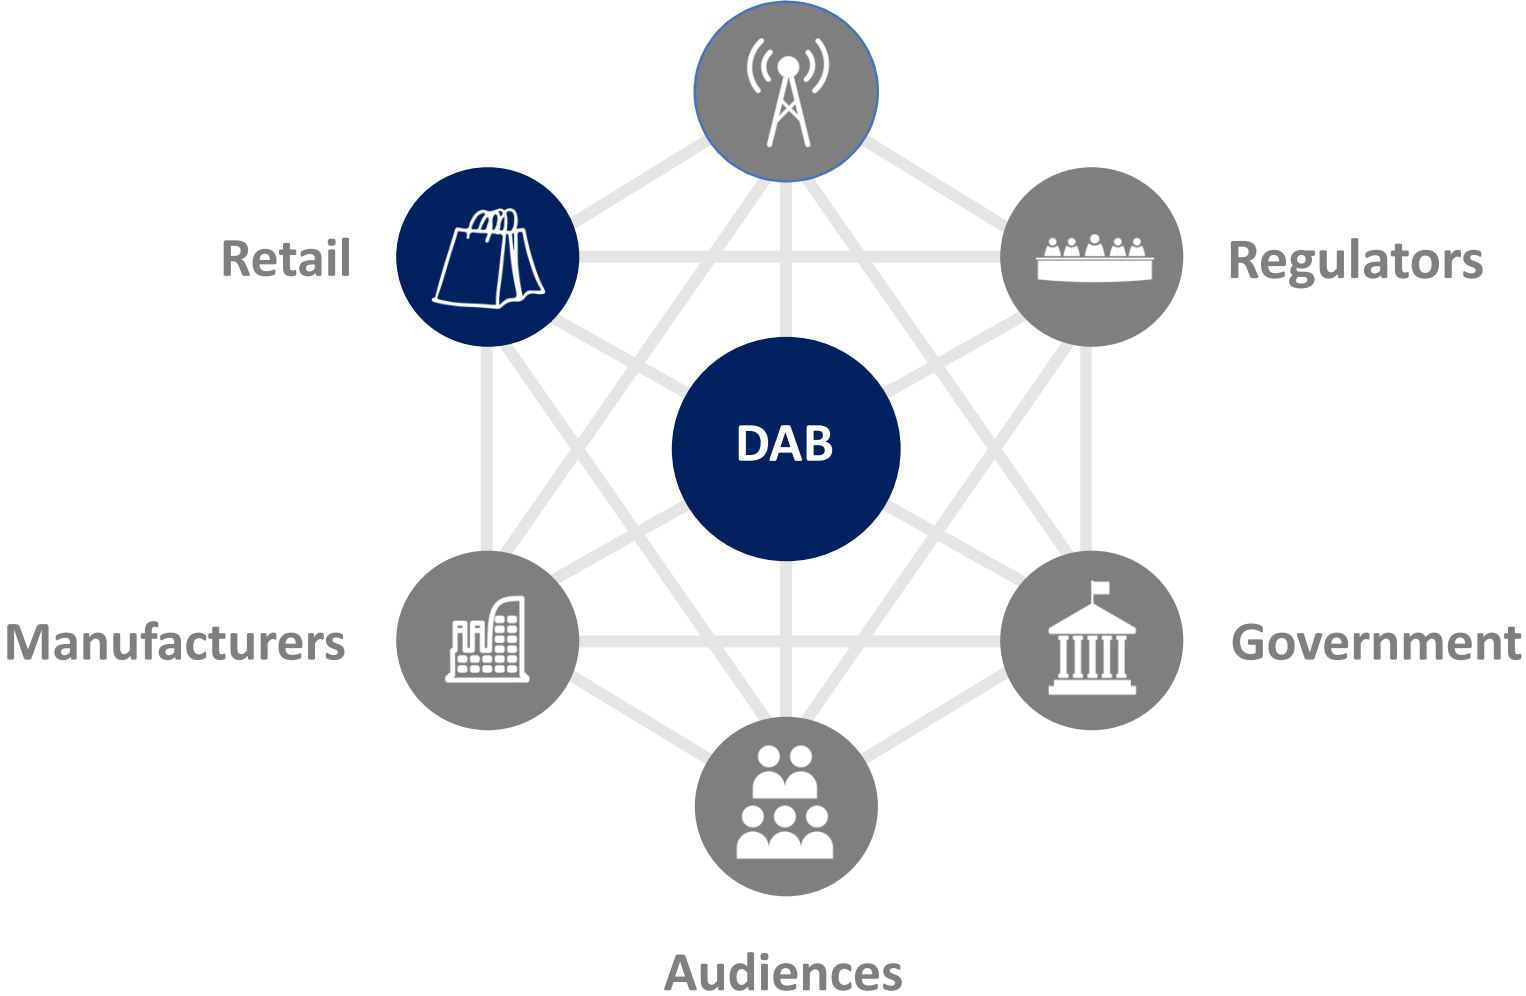 Retail
Regulators
DAB
Manufacturers
Government
Audiences